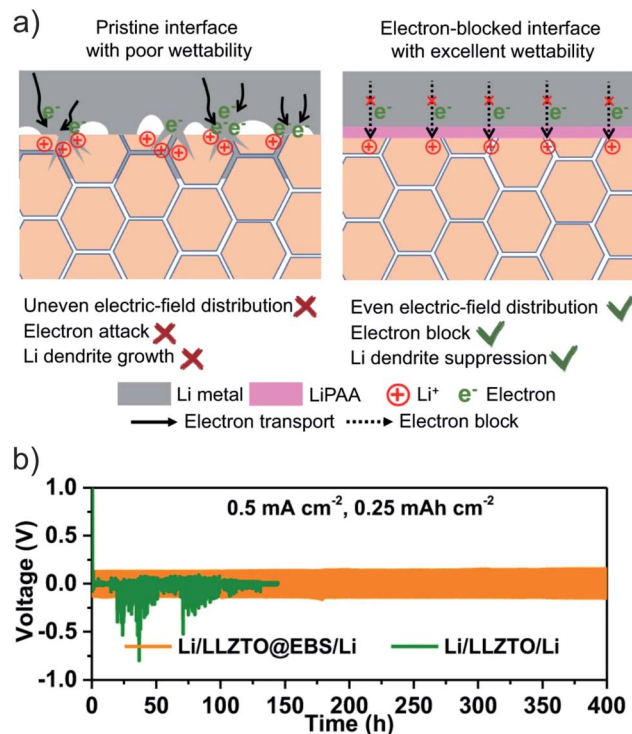 a)
Pristine interface
with poor wettability
Electron-blocked interface
with excellent wettability
e⁻ e⁻ e⁻ e⁻ e⁻ e⁻ e⁻ e⁻
e⁻ e⁻ e⁻ e⁻ e⁻
Uneven electric-field distribution
Electron attack
Li dendrite growth
Even electric-field distribution
Electron block
Li dendrite suppression
Li metal LiPAA Li⁺ e⁻ Electron
Electron transport Electron block
b)
0.5 mA cm⁻², 0.25 mAh cm⁻²
Voltage (V)
1.0
0.5
0.0
-0.5
-1.0
Li/LLZTO@EBS/Li Li/LLZTO/Li
0 50 100 150 200 250 300 350 400
Time (h)